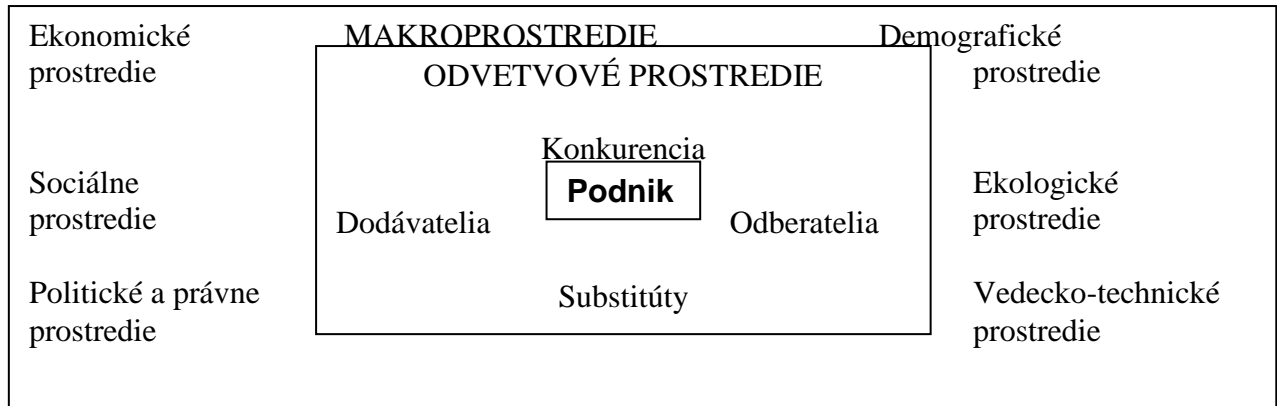 Ekonomické MAKROPROSTREDIE Demografické
prostredie ODVETVOVÉ PROSTREDIE prostredie
Konkurencia
Sociálne Podnik Ekologické
prostredie Dodávatelia Odberatelia prostredie
Politické a právne Substitúty Vedecko-technické
prostredie prostredie